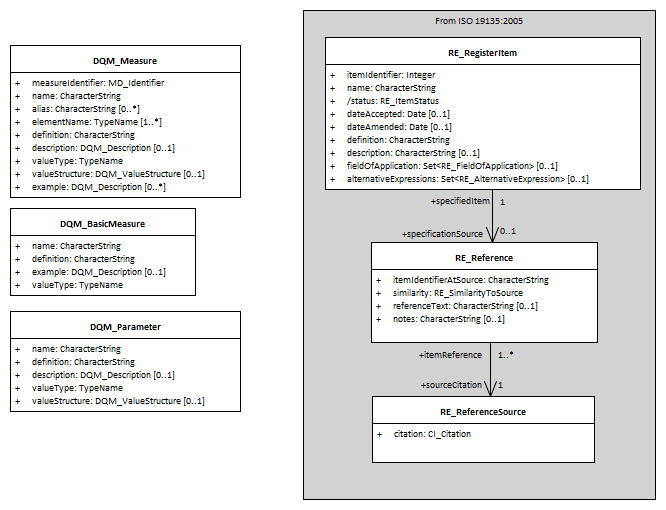 DQM_Measure
+ measureIdentifier: MD_Identifier
+ name: CharacterString
+ alias: CharacterString [0..*]
+ elementName: TypeName [1..*]
+ definition: CharacterString
+ description: DQM_Description [0..1]
+ valueType: TypeName
+ valueStructure: DQM_ValueStructure [0..1]
+ example: DQM_Description [0..*]
DQM_BasicMeasure
+ name: CharacterString
+ definition: CharacterString
+ example: DQM_Description [0..1]
+ valueType: TypeName
DQM_Parameter
+ name: CharacterString
+ definition: CharacterString
+ description: DQM_Description [0..1]
+ valueType: TypeName
+ valueStructure: DQM_ValueStructure [0..1]
From ISO 19135:2005
RE_RegisterItem
+ itemIdentifier: Integer
+ name: CharacterString
+ /status: RE_ItemStatus
+ dateAccepted: Date [0..1]
+ dateAmended: Date [0..1]
+ definition: CharacterString
+ description: CharacterString [0..1]
+ fieldOfApplication: Set<RE_FieldOfApplication> [0..1]
+ alternativeExpressions: Set<RE_AlternativeExpression> [0..1]
+specifiedItem 1
+specificationSource 0..1
RE_Reference
+ itemIdentifierAtSource: CharacterString
+ similarity: RE_SimilarityToSource
+ referenceText: CharacterString [0..1]
+ notes: CharacterString [0..1]
+itemReference 1..*
+sourceCitation 1
RE_ReferenceSource
+ citation: CI_Citation